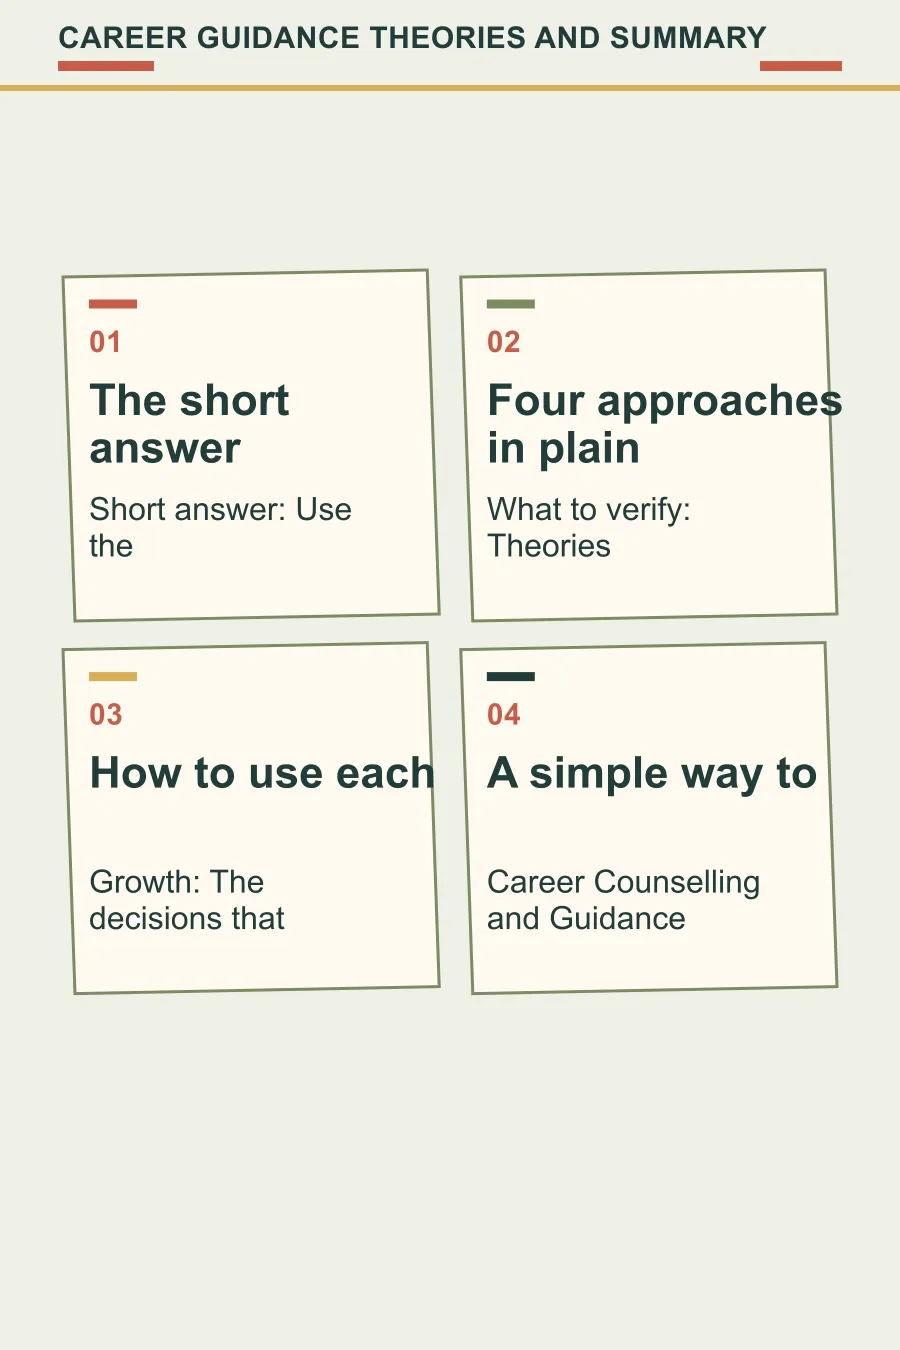 CAREER GUIDANCE THEORIES AND SUMMARY
01
The short
answer
Short answer: Use
the
02
Four approaches
in plain
What to verify:
Theories
03
How to use each
Growth: The
decisions that
04
A simple way to
Career Counselling
and Guidance